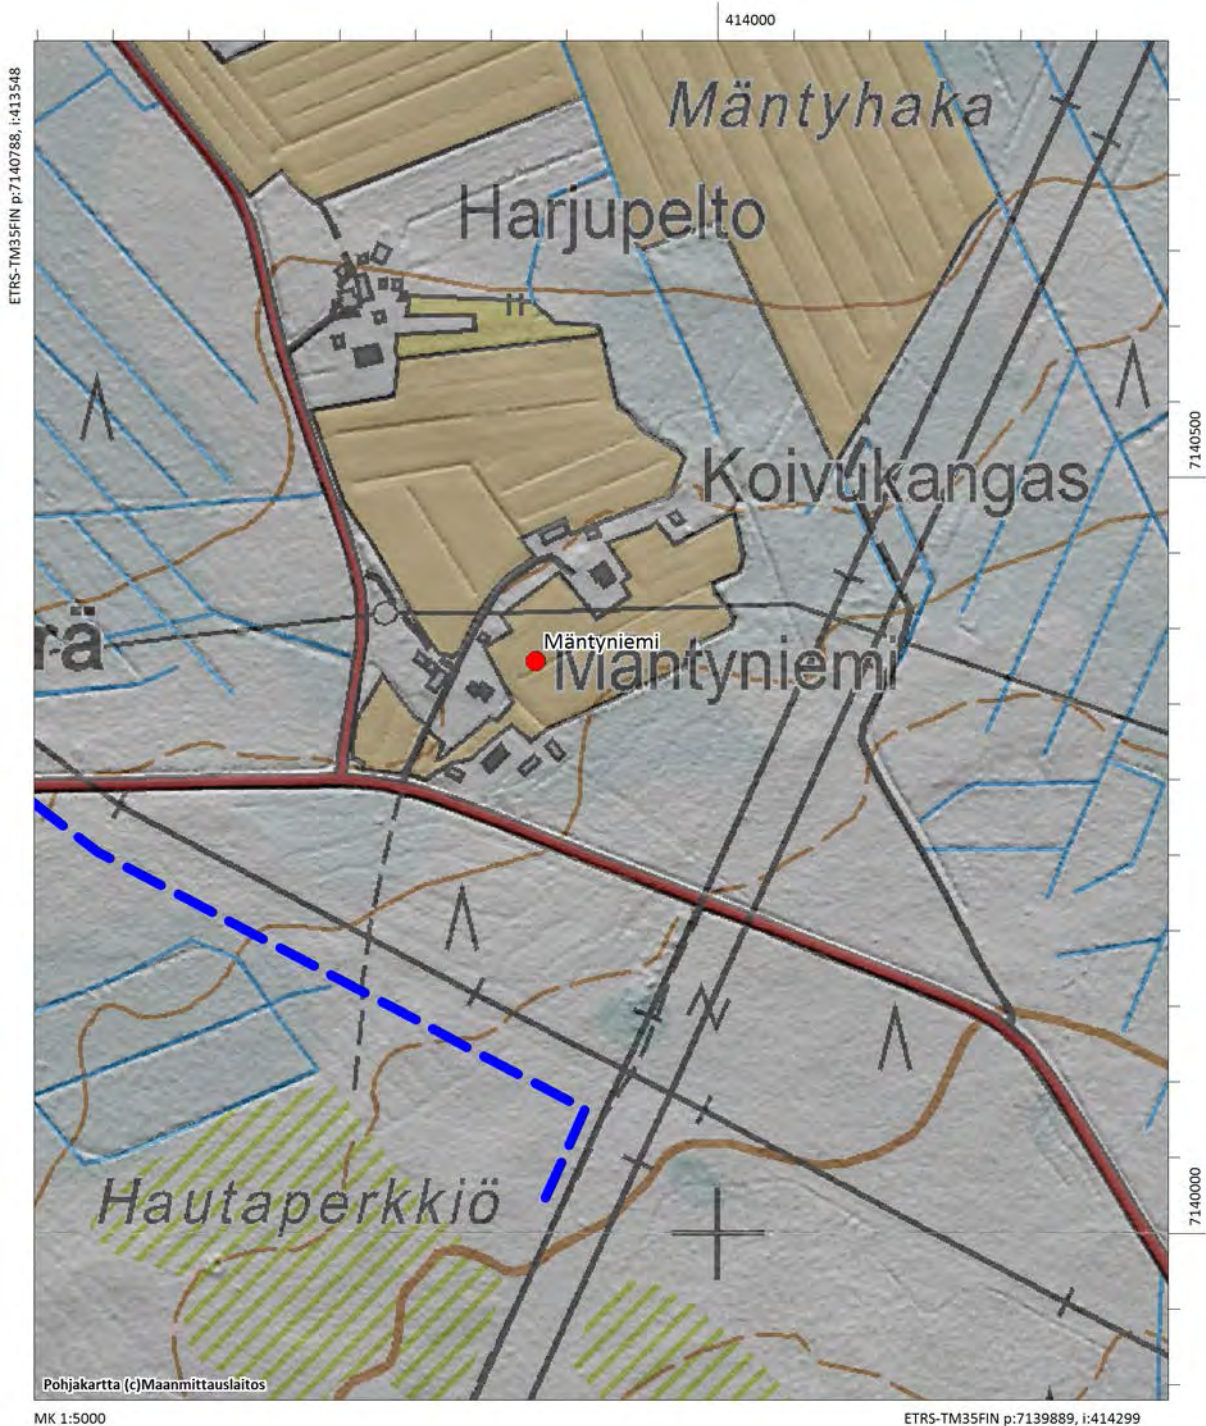 414000
ETRS-TM35FIN p:7140788, i:413548
Mäntyhaka
Harjupelto
7140500
Koivukangas
rä
Mäntyniemi
Mäntyniemi
7140000
Hautaperkkiö
Pohjakartta (c)Maanmittauslaitos
MK 1:5000
ETRS-TM35FIN p:7139889, i:414299